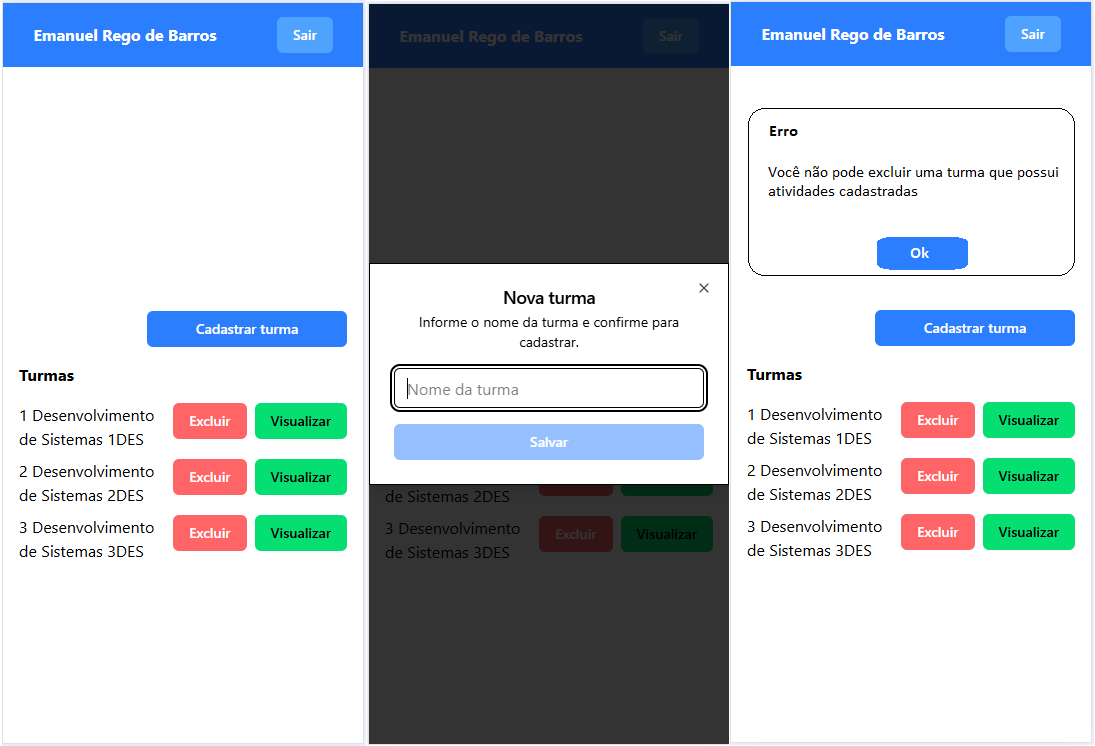 Emanuel Rego de Barros
Sair
Cadastrar turma
Turmas
1 Desenvolvimento
de Sistemas 1DES
Excluir
Visualizar
2 Desenvolvimento
de Sistemas 2DES
Excluir
Visualizar
3 Desenvolvimento
de Sistemas 3DES
Excluir
Visualizar
Emanuel Rego de Barros
Sair
Nova turma
Informe o nome da turma e confirme para
cadastrar.
Nome da turma
Salvar
de Sistemas 2DES
3 Desenvolvimento
de Sistemas 3DES
Excluir
Visualizar
Emanuel Rego de Barros
Sair
Erro
Você não pode excluir uma turma que possui
atividades cadastradas
Ok
Cadastrar turma
Turmas
1 Desenvolvimento
de Sistemas 1DES
Excluir
Visualizar
2 Desenvolvimento
de Sistemas 2DES
Excluir
Visualizar
3 Desenvolvimento
de Sistemas 3DES
Excluir
Visualizar